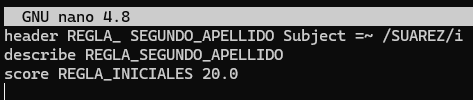 GNU nano 4.8
header REGLA_ SEGUNDO_APELLIDO Subject =~ /SUAREZ/i
describe REGLA_SEGUNDO_APELLIDO
score REGLA_INICIALES 20.0